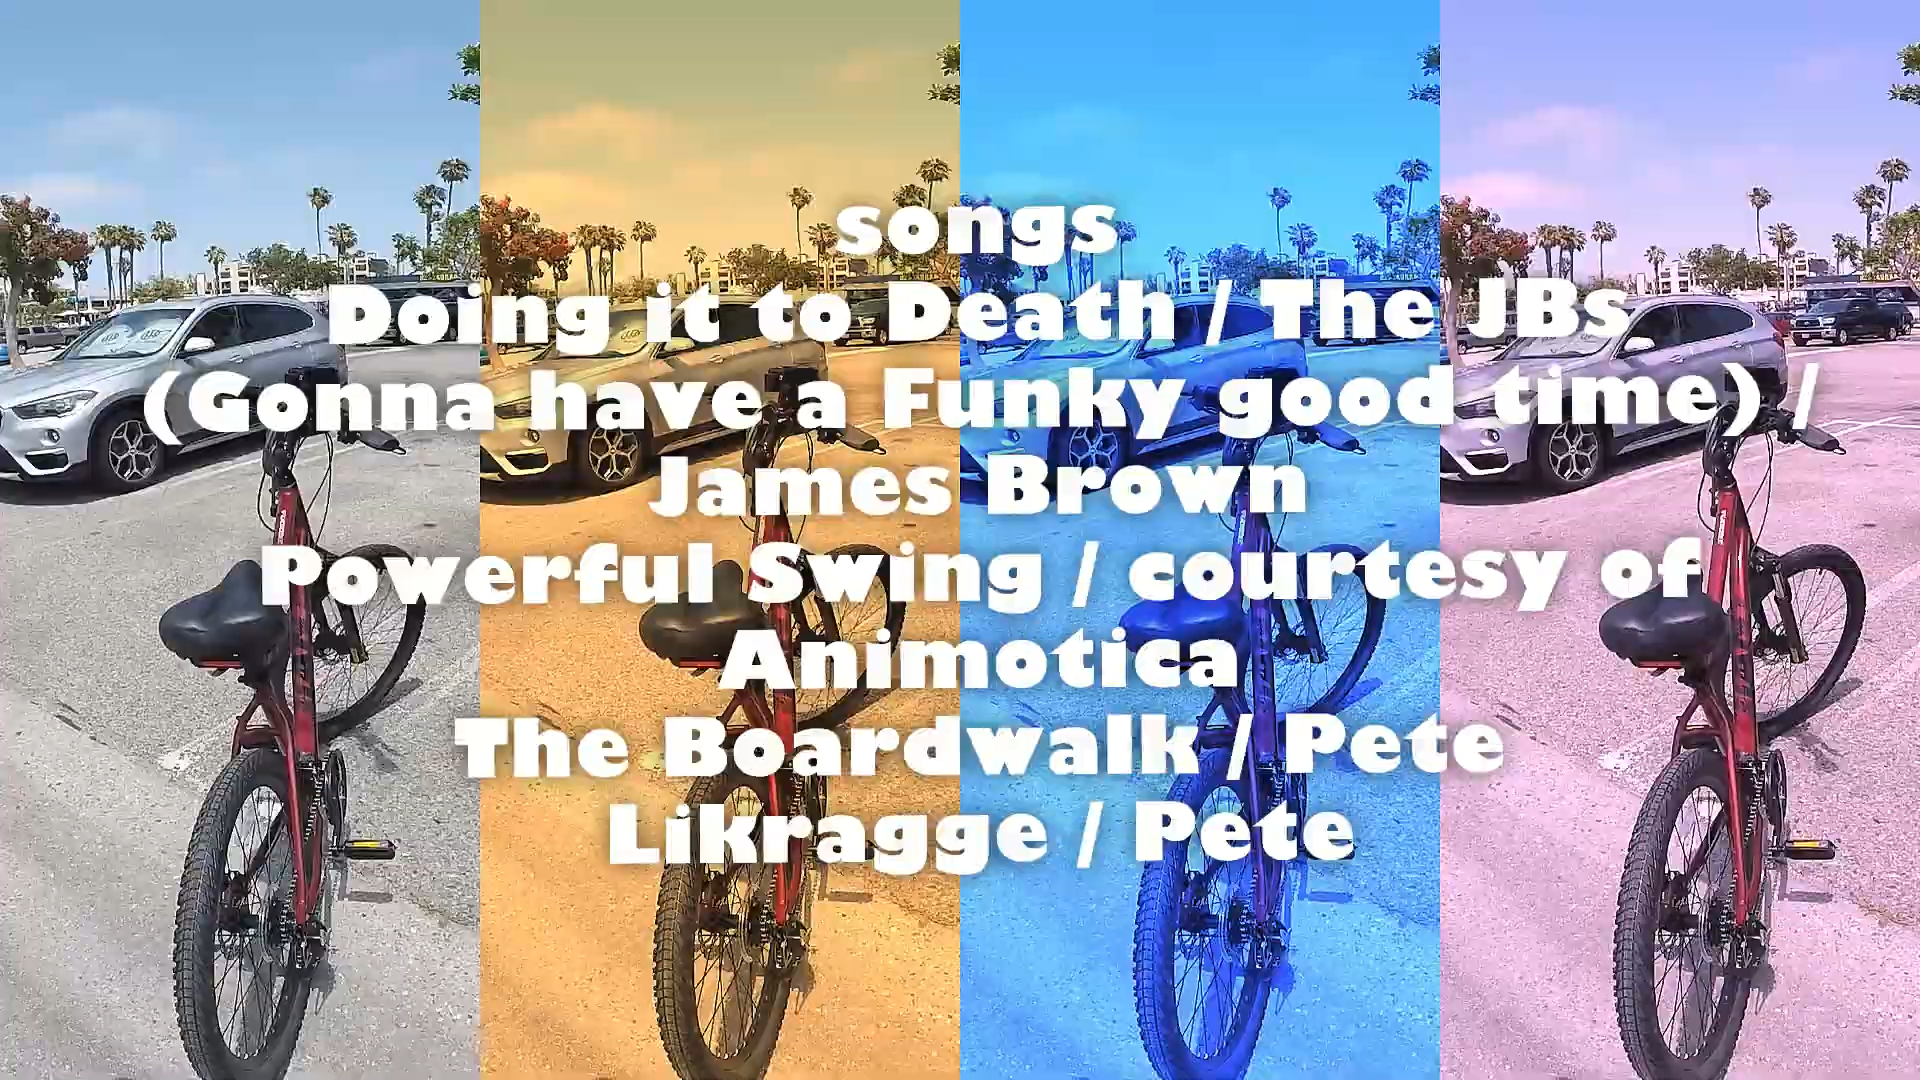 songs
Doing it to Death / The JBs
(Gonna have a Funky good time) /
James Brown
Powerful Swing / courtesy of
Animotica
The Boardwalk / Pete
Likragge / Pete